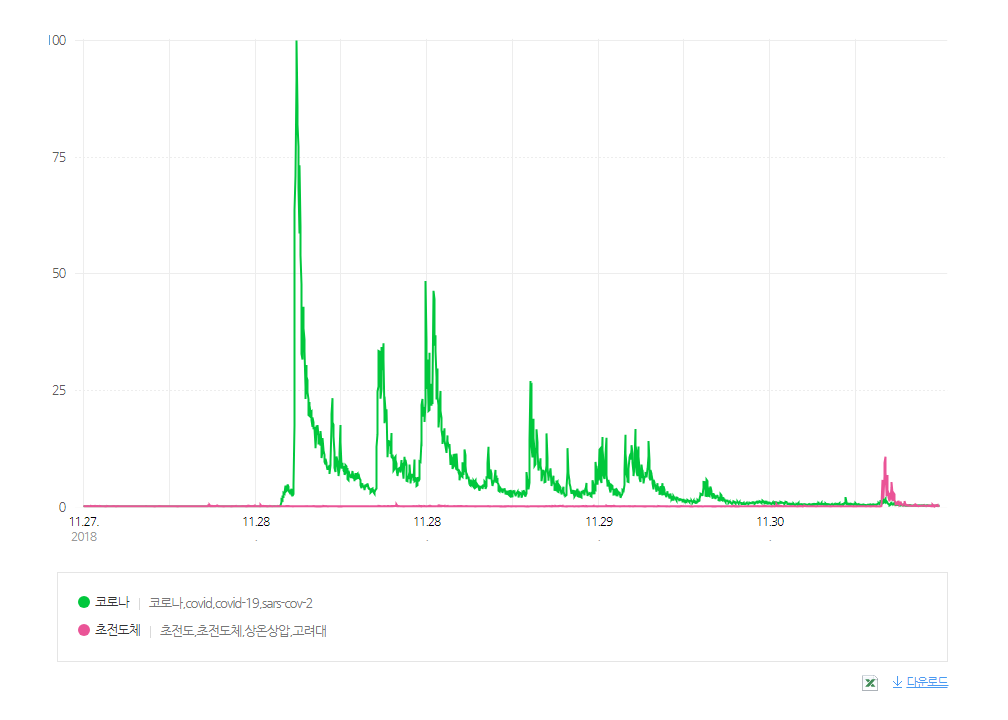 100
75
50
25
0
11.27. 11.28 11.28 11.29 11.30
2018 . . . .
코로나 | 코로나,covid,covid-19,sars-cov-2
초전도체 | 초전도,초전도체,상온상압,고려대
다운로드